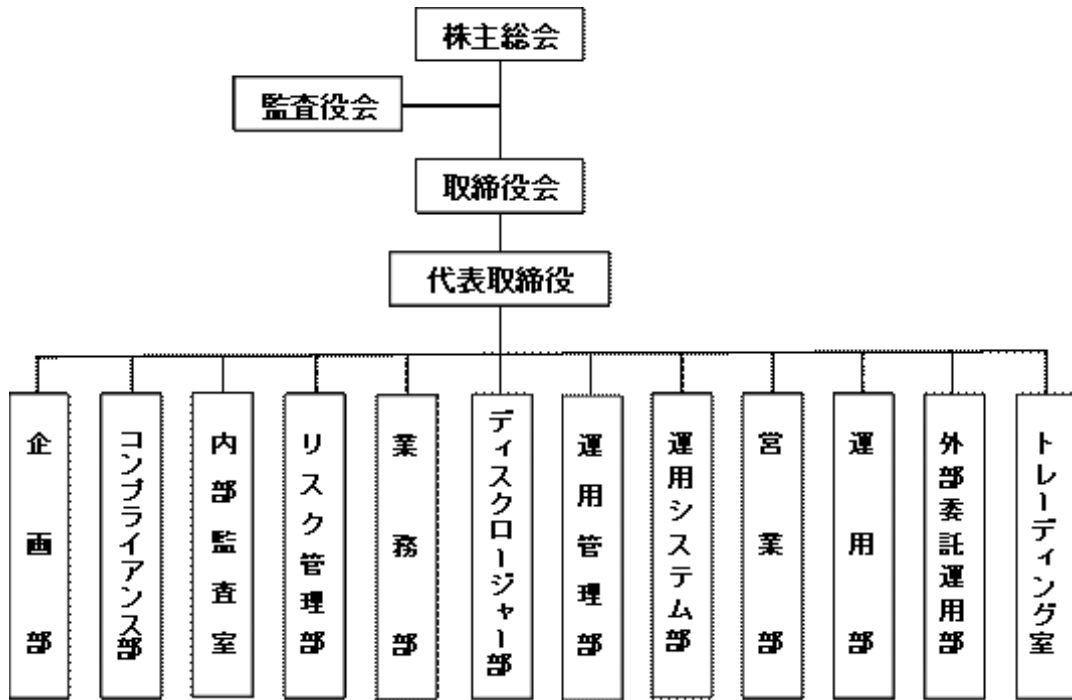 株主総会
監査役会
取締役会
代表取締役
企画部
コンプライアンス部
内部監査室
リスク管理部
業務部
ディスクロージャー部
運用管理部
運用システム部
営業部
運用部
外部委託運用部
トレーディング室